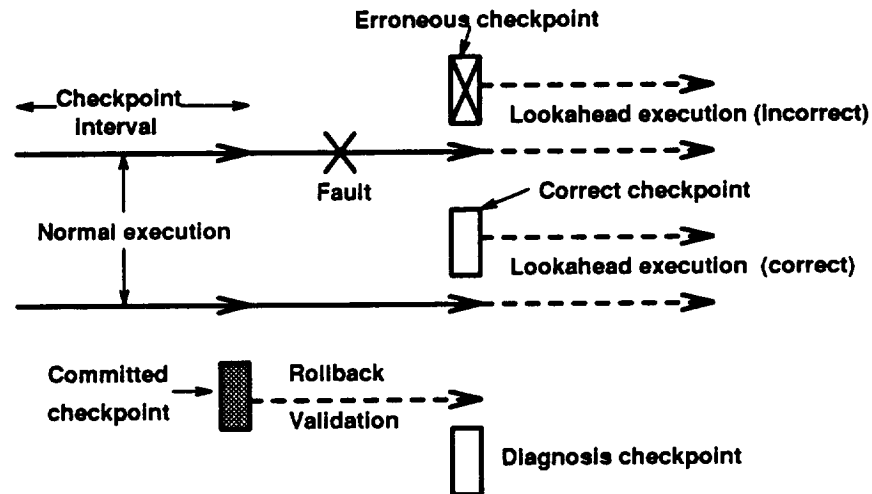 Erroneous checkpoint
Checkpoint
interval
Lookahead execution (incorrect)
Fault
Correct checkpoint
Normal execution
Lookahead execution (correct)
Committed
checkpoint
Rollback
Validation
Diagnosis checkpoint